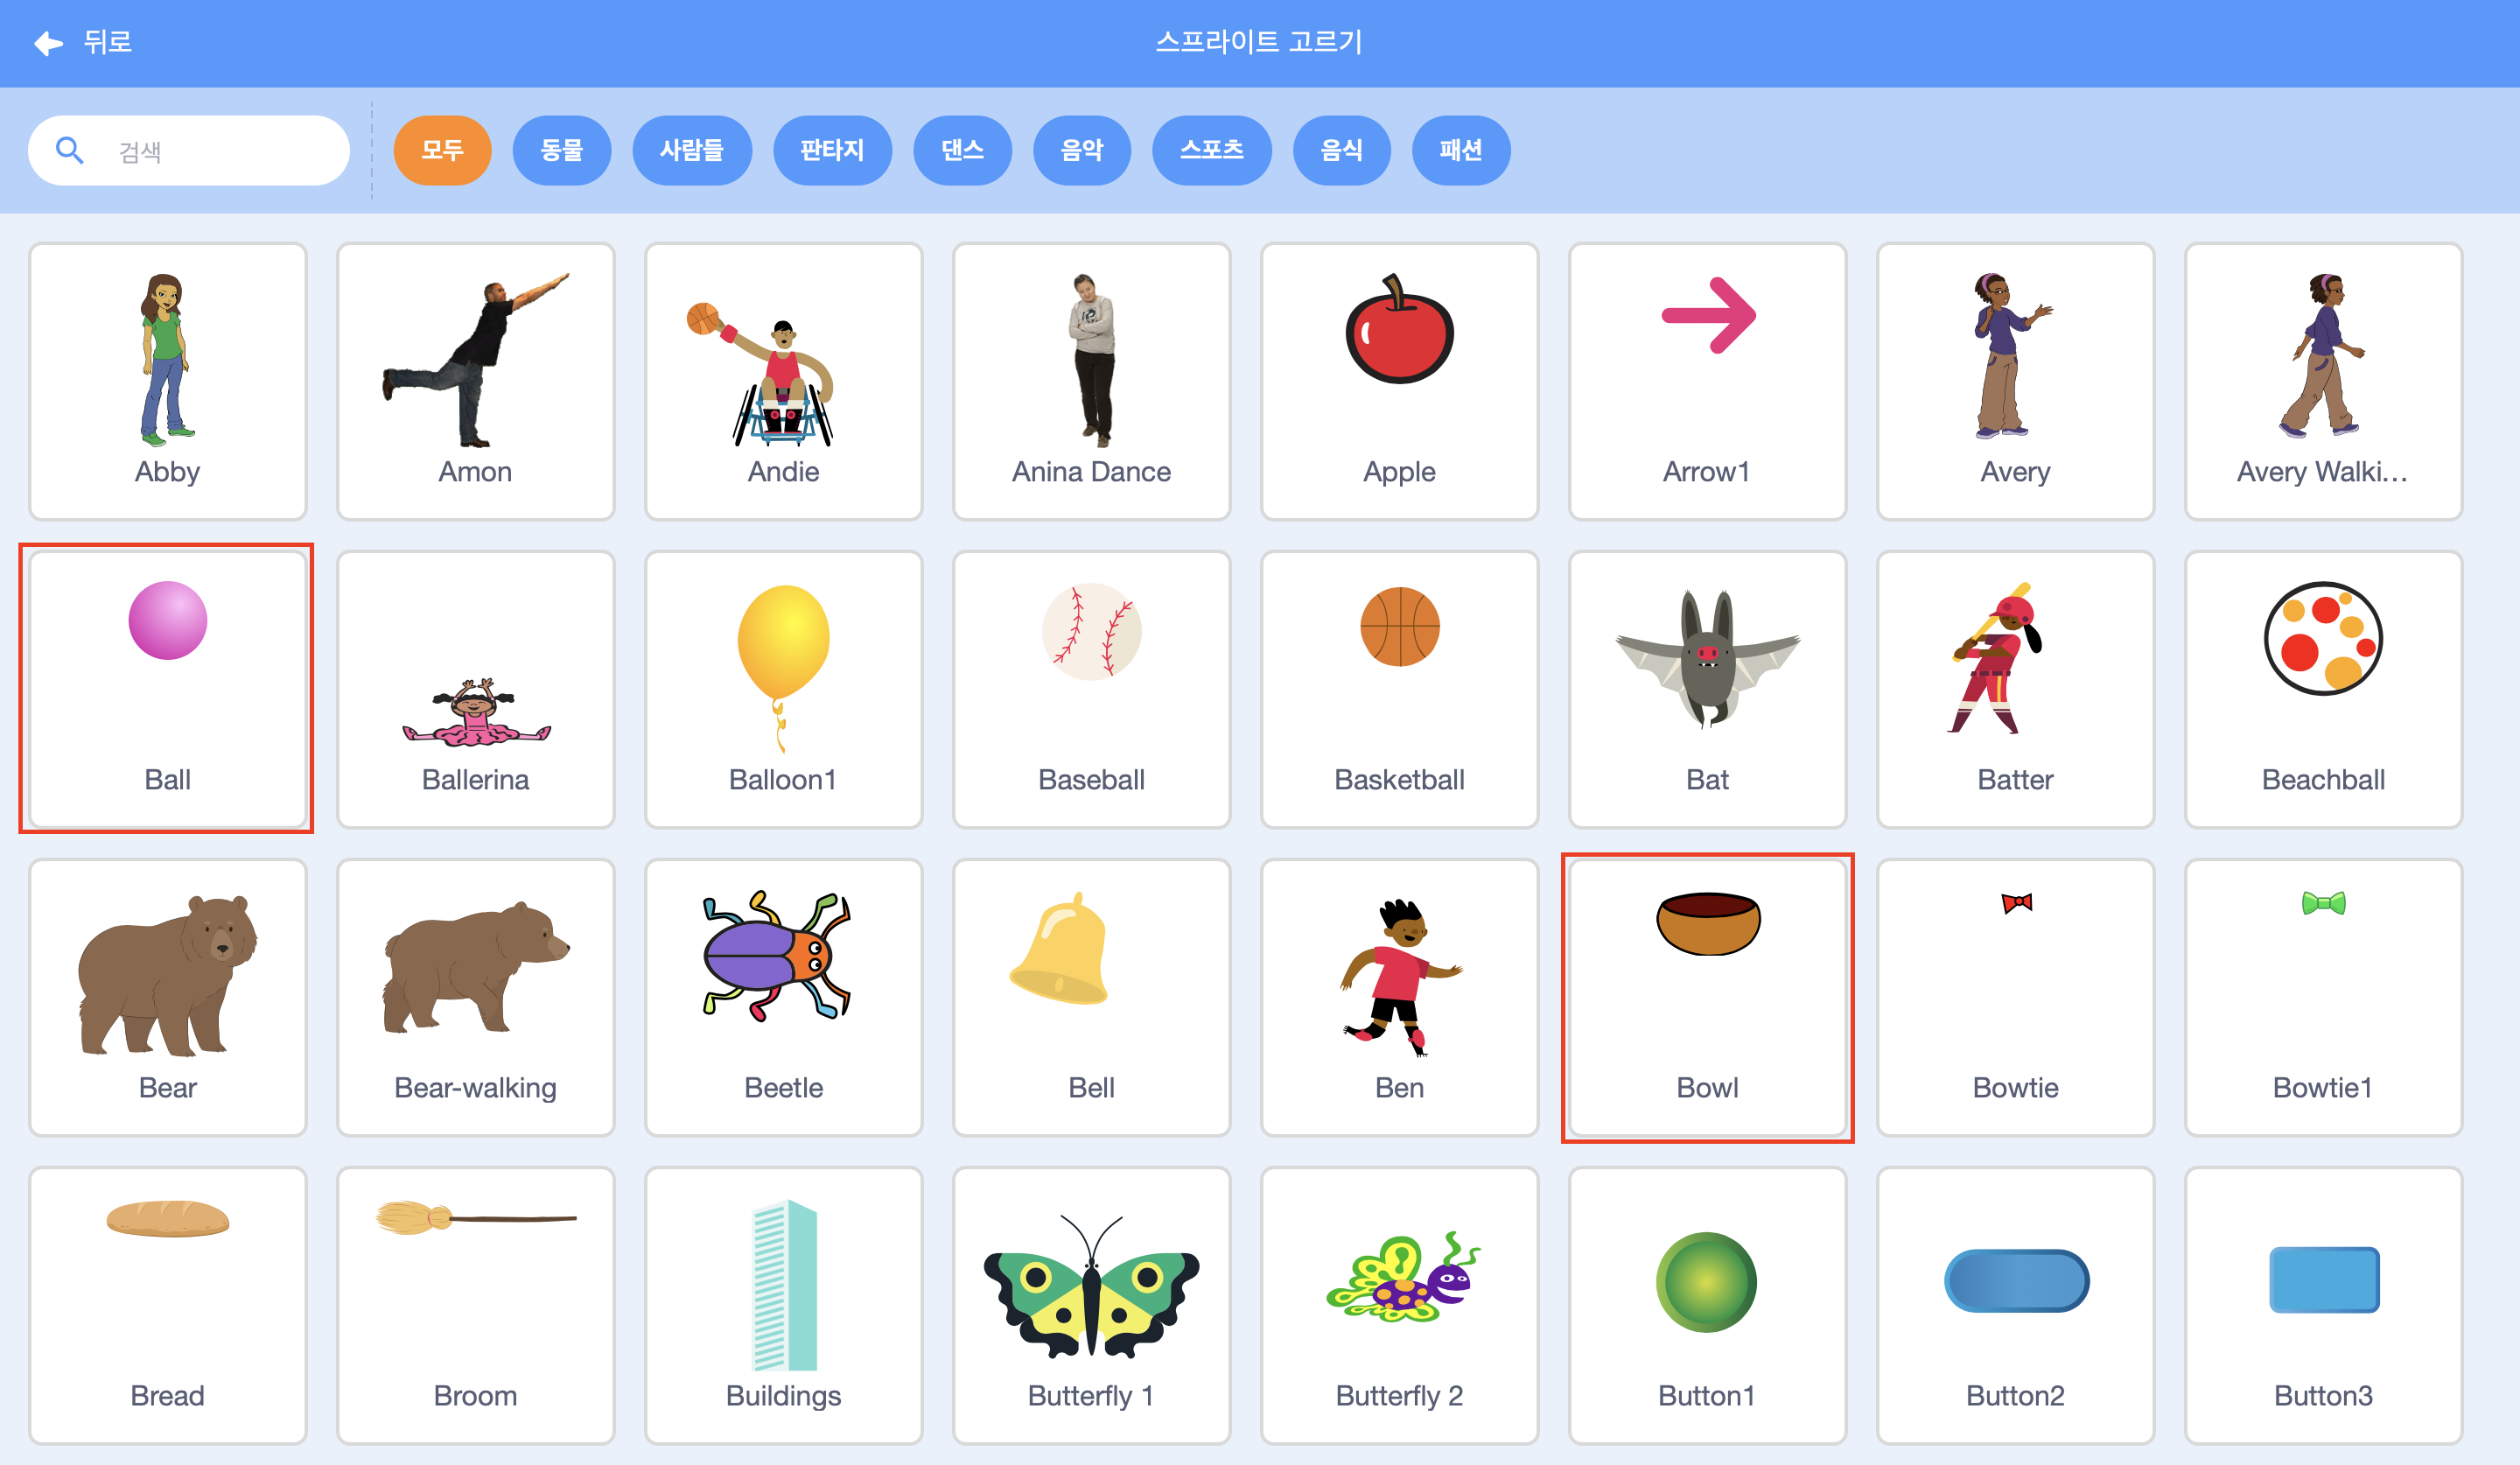 뒤로
스프라이트 고르기
검색
모두
동물
사람들
판타지
댄스
음악
스포츠
음식
패션
Abby
Amon
Andie
Anina Dance
Apple
Arrow1
Avery
Avery Walki...
Ball
Ballerina
Balloon1
Baseball
Basketball
Bat
Batter
Beachball
Bear
Bear-walking
Beetle
Bell
Ben
Bowl
Bowtie
Bowtie1
Bread
Broom
Buildings
Butterfly 1
Butterfly 2
Button1
Button2
Button3